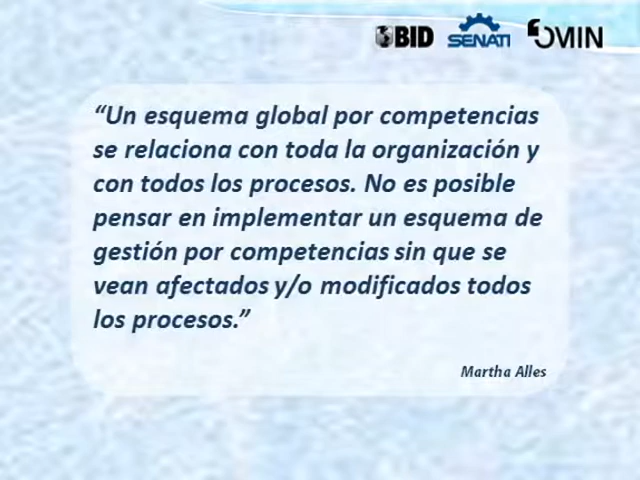 BID SENATI FOMIN
“Un esquema global por competencias
se relaciona con toda la organización y
con todos los procesos. No es posible
pensar en implementar un esquema de
gestión por competencias sin que se
vean afectados y/o modificados todos
los procesos.”
Martha Alles